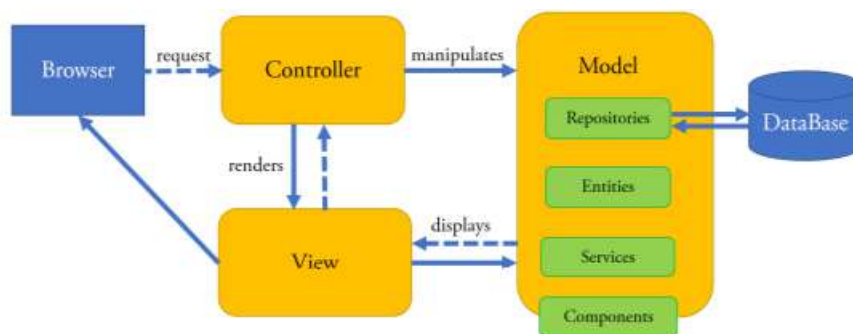 Browser
request
Controller
manipulates
Model
Repositories
DataBase
renders
Entities
displays
View
Services
Components